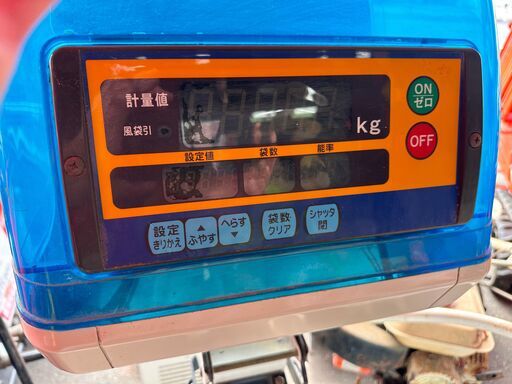 計量値
ON
ゼロ
風袋引
kg
OFF
設定値 袋数 能率
設定
きりかえ
▲
ふやす
へらす
▼
袋数
クリア
シャッタ
閉